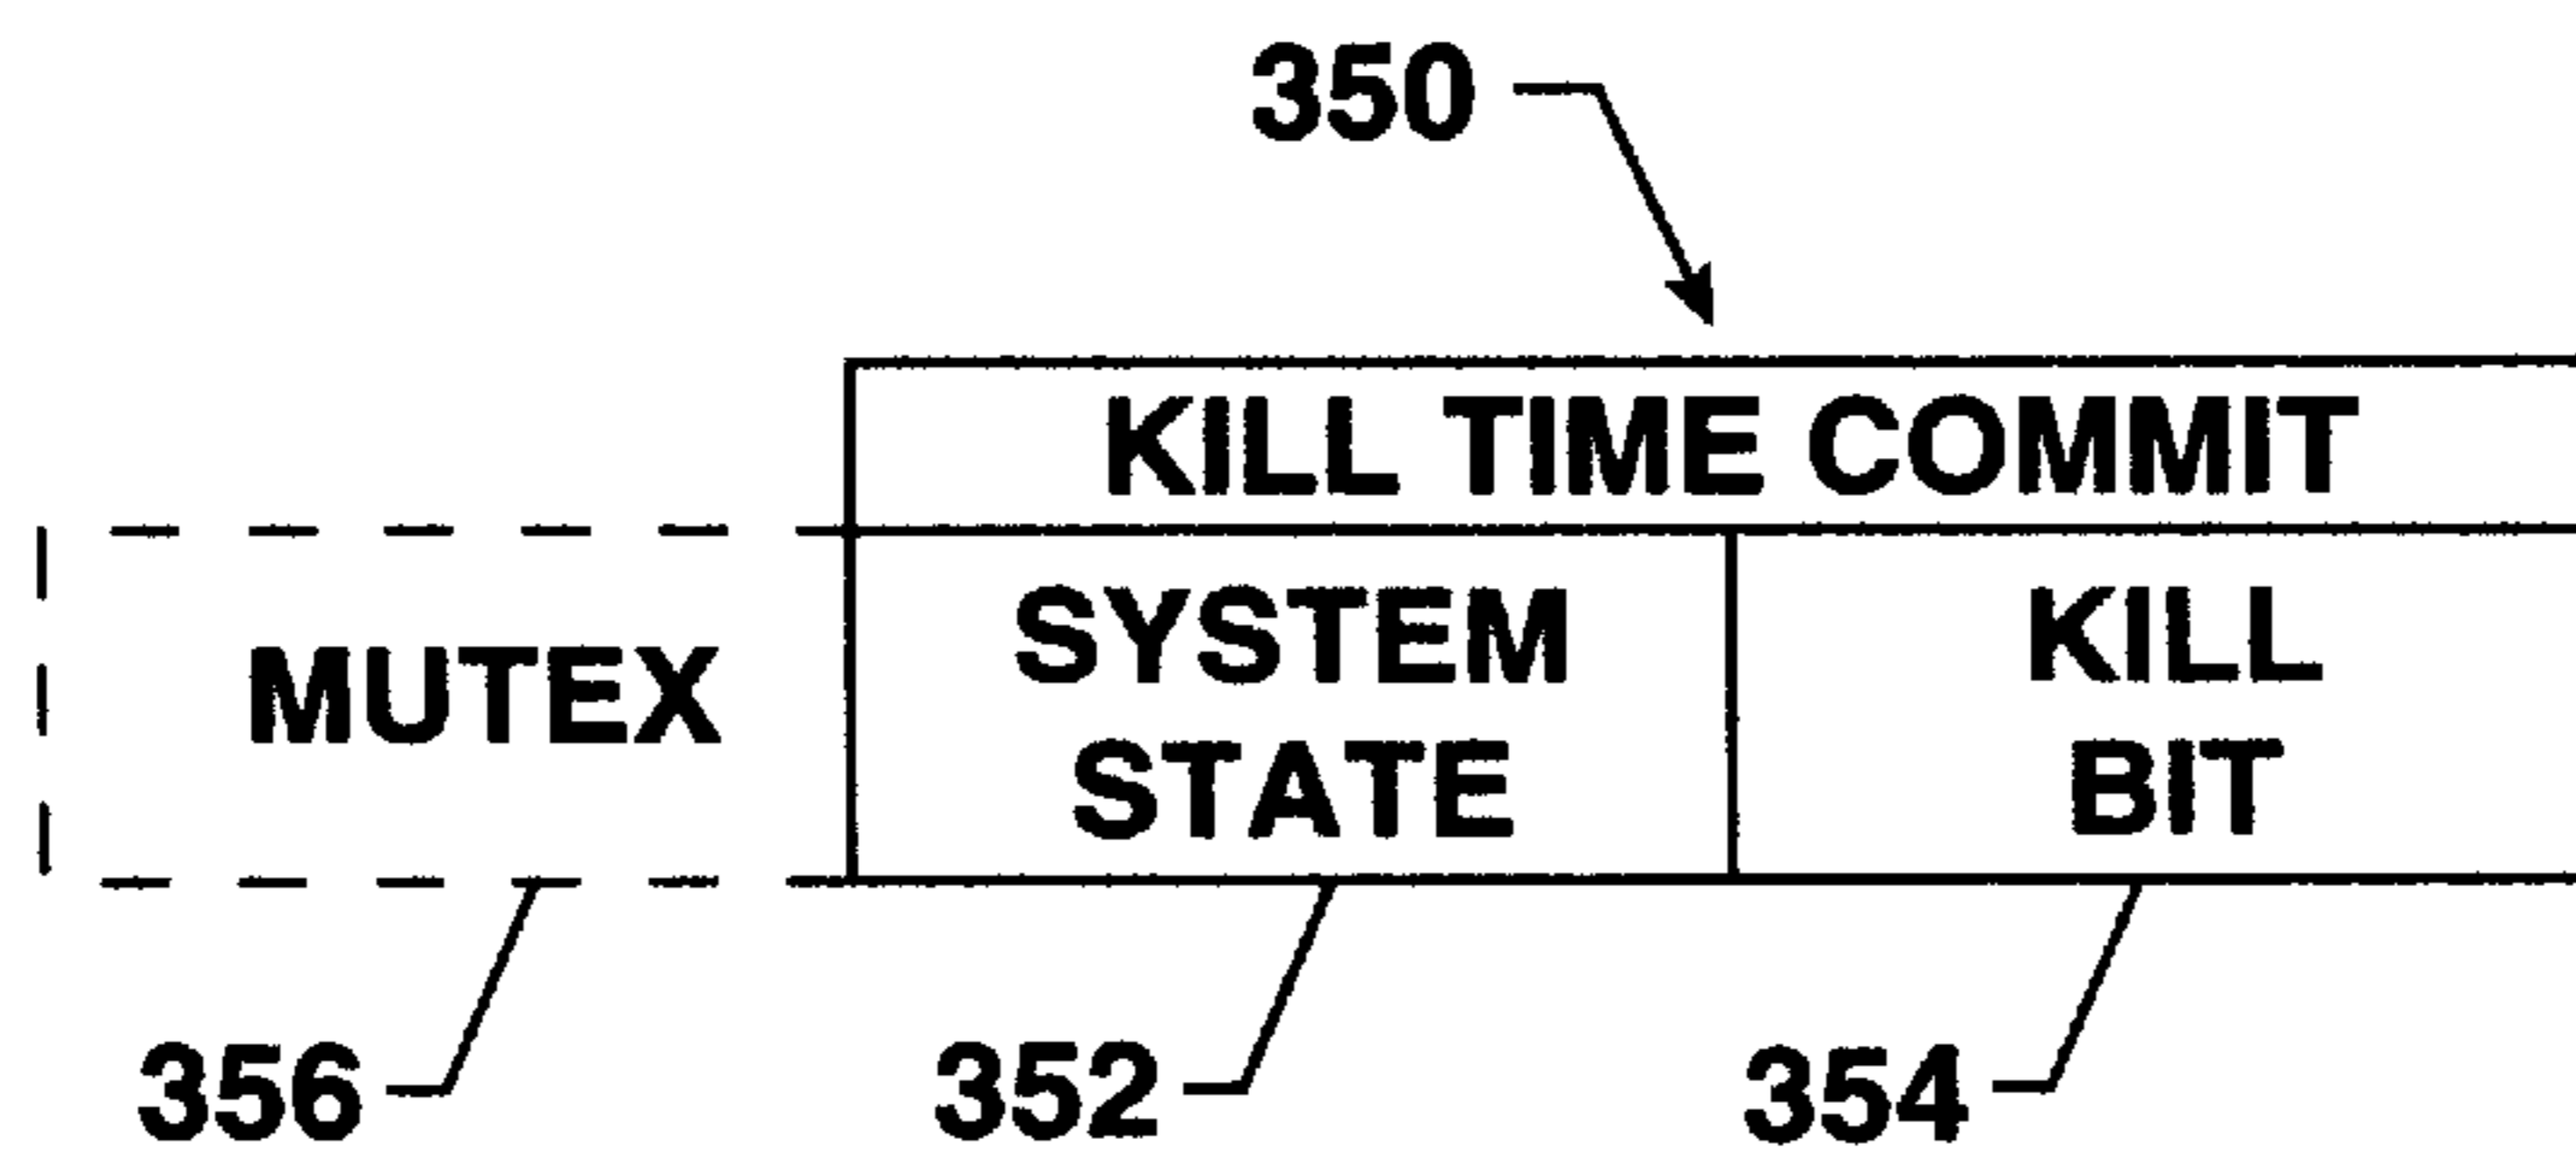 350
KILL TIME COMMIT
MUTEX
SYSTEM
STATE
KILL
BIT
356
352
354